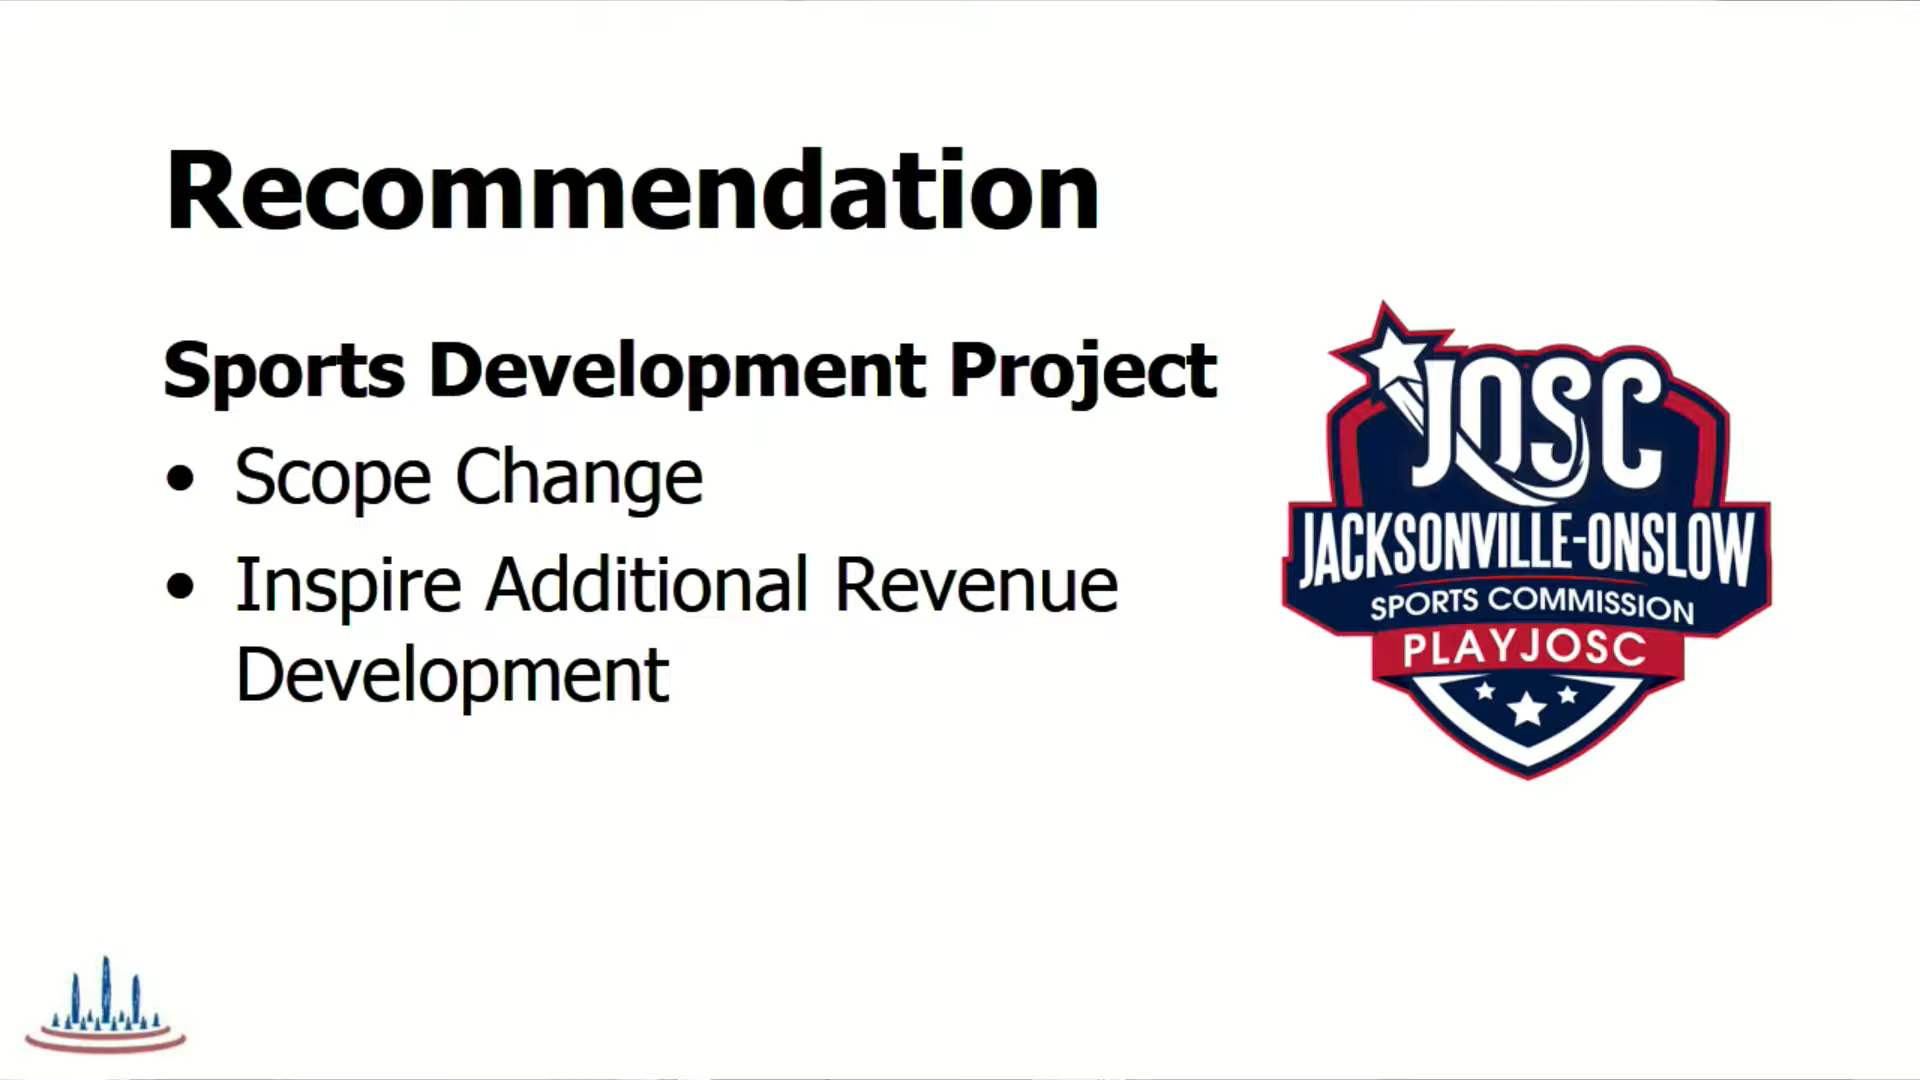 Recommendation
Sports Development Project
• Scope Change
• Inspire Additional Revenue
Development
JOSC
JACKSONVILLE-ONSLOW
SPORTS COMMISSION
PLAYJOSC